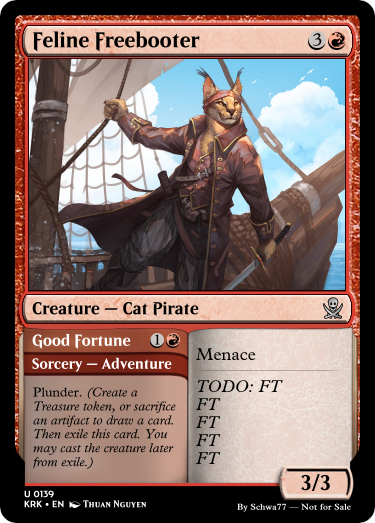 Feline Freebooter 3
Creature — Cat Pirate
Good Fortune 1
Sorcery — Adventure
Plunder. (Create a
Treasure token, or sacrifice
an artifact to draw a card.
Then exile this card. You
may cast the creature later
from exile.)
Menace
TODO: FT
FT
FT
FT
FT
3/3
U 0139
KRK • EN Thuan Nguyen
By Schwa77 — Not for Sale